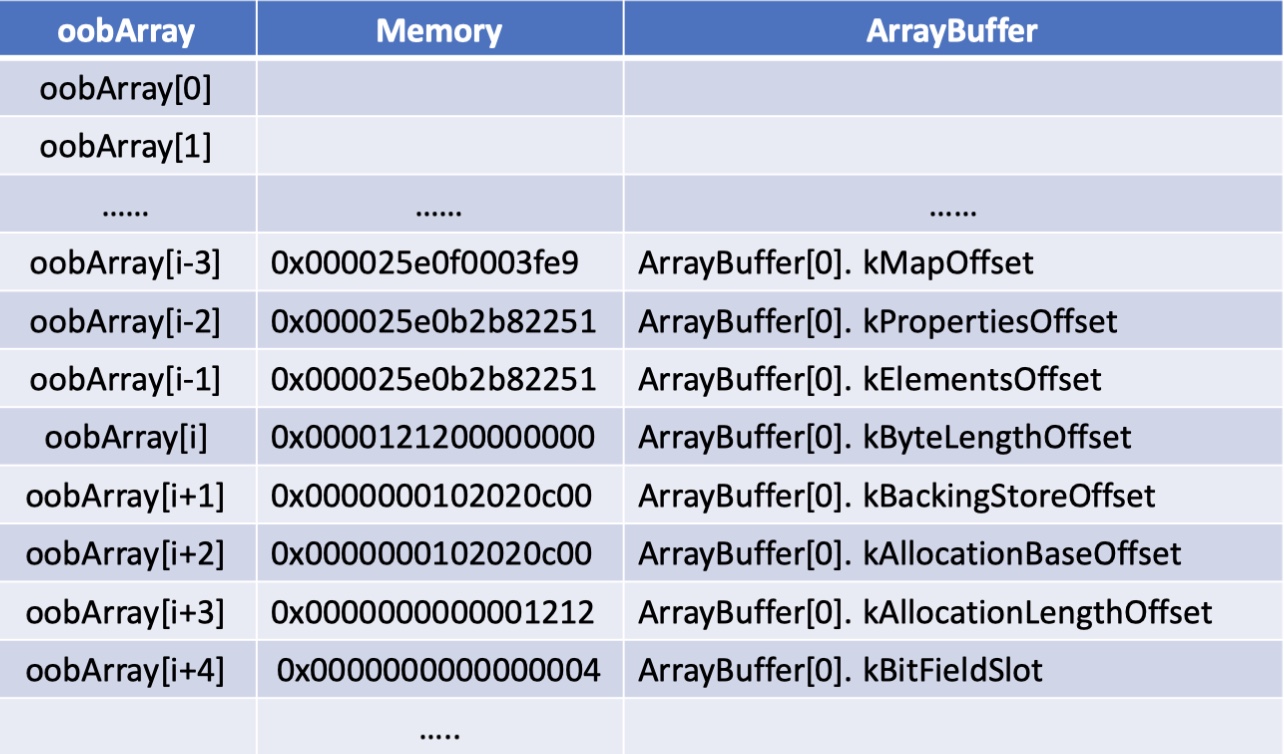 oobArray Memory ArrayBuffer
oobArray[0]
oobArray[1]
...... ...... ......
oobArray[i-3] 0x000025e0f0003fe9 ArrayBuffer[0]. kMapOffset
oobArray[i-2] 0x000025e0b2b82251 ArrayBuffer[0]. kPropertiesOffset
oobArray[i-1] 0x000025e0b2b82251 ArrayBuffer[0]. kElementsOffset
oobArray[i] 0x0000121200000000 ArrayBuffer[0]. kByteLengthOffset
oobArray[i+1] 0x0000000102020c00 ArrayBuffer[0]. kBackingStoreOffset
oobArray[i+2] 0x0000000102020c00 ArrayBuffer[0]. kAllocationBaseOffset
oobArray[i+3] 0x0000000000001212 ArrayBuffer[0]. kAllocationLengthOffset
oobArray[i+4] 0x0000000000000004 ArrayBuffer[0]. kBitFieldSlot
.....